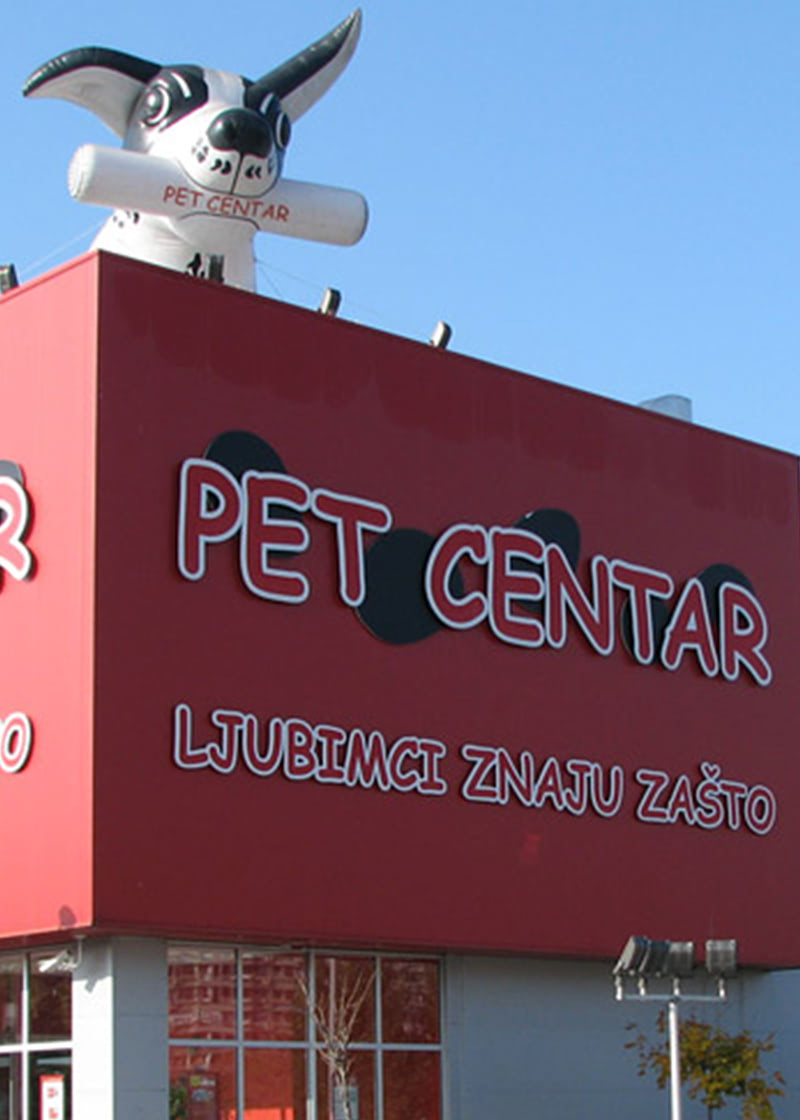 PET CENTAR
PET CENTAR
LJUBIMCI ZNAJU ZAŠTO
R
O